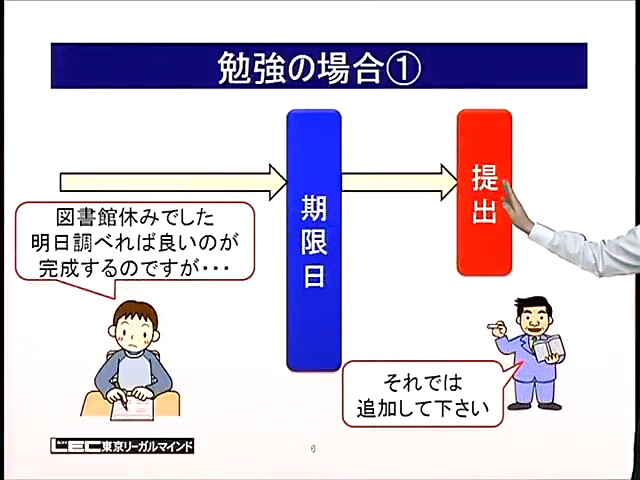 勉強の場合①
期限日
提出
図書館休みでした
明日調べれば良いのが
完成するのですが・・・
それでは
追加して下さい
LEC東京リーガルマインド